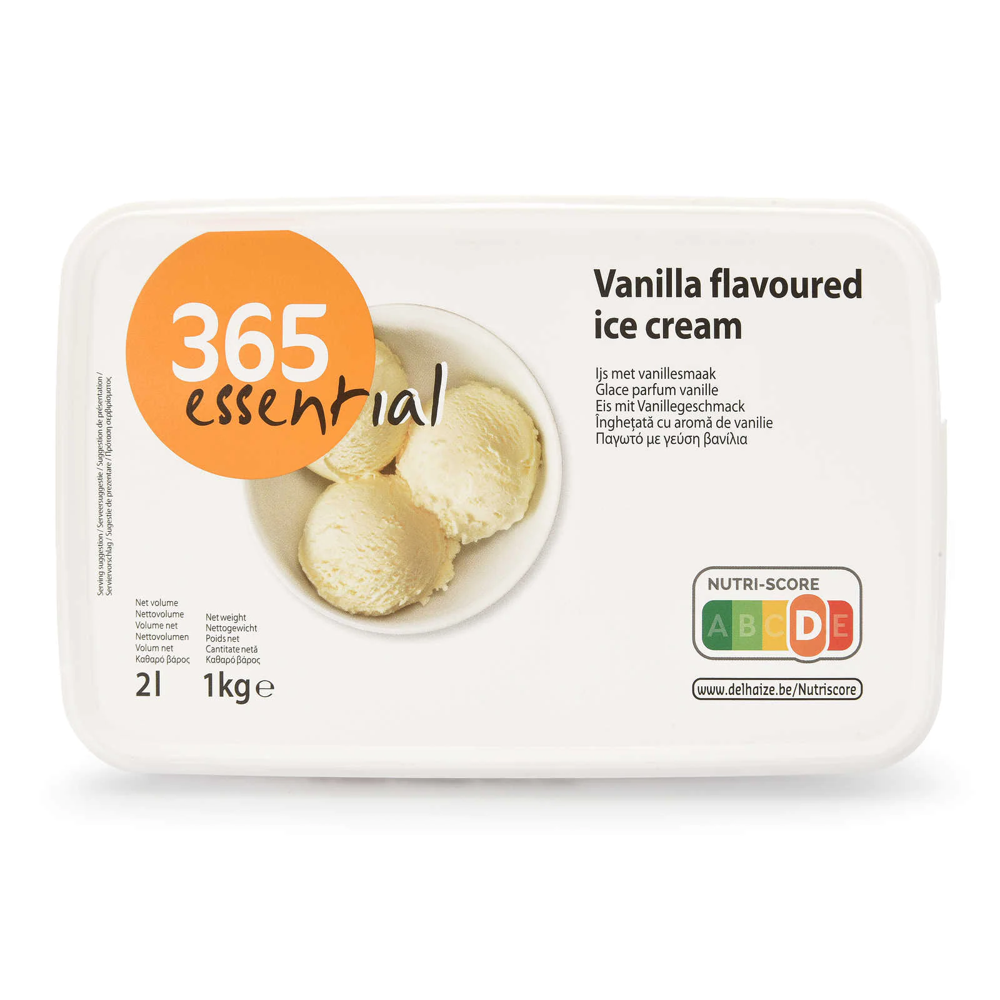 365
essential
Vanilla flavoured
ice cream
Ijs met vanillesmaak
Glace parfum vanille
Eis mit Vanillegeschmack
Înghețată cu aromă de vanilie
Παγωτό με γεύση βανίλια
Serving suggestion / Serveersuggestie / Suggestion de présentation /
Serviervorschlag / Sugestie de prezentare / Πρόταση σερβιρίσματος
Net volume
Nettovolume
Volume net
Nettovolumen
Volum net
Καθαρό βάρος
2l
Net weight
Nettogewicht
Poids net
Cantitate netă
Καθαρό βάρος
1kg ℮
NUTRI-SCORE
A B C D E
www.delhaize.be/Nutriscore